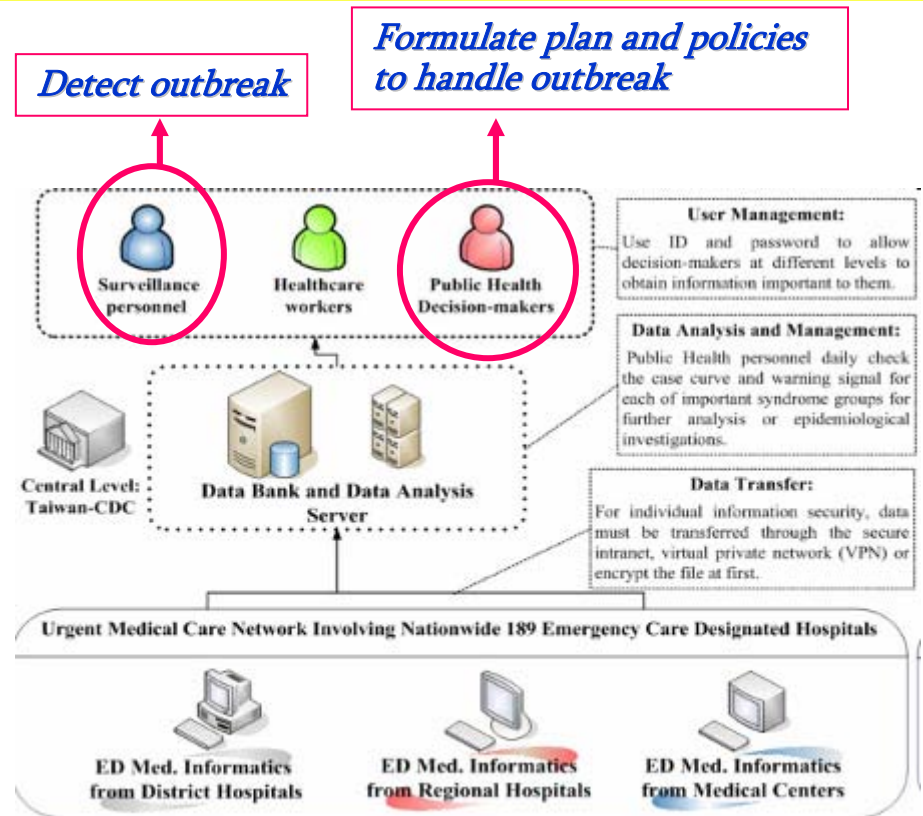 Formulate plan and policies
to handle outbreak
Detect outbreak
Surveillance
personnel
Healthcare
workers
Public Health
Decision-makers
User Management:
Use ID and password to allow
decision-makers at different levels to
obtain information important to them.
Data Analysis and Management:
Public Health personnel daily check
the case curve and warning signal for
each of important syndrome groups for
further analysis or epidemiological
investigations.
Central Level:
Taiwan-CDC
Data Bank and Data Analysis
Server
Data Transfer:
For individual information security, data
must be transferred through the secure
intranet, virtual private network (VPN) or
encrypt the file at first.
Urgent Medical Care Network Involving Nationwide 189 Emergency Care Designated Hospitals
ED Med. Informatics
from District Hospitals
ED Med. Informatics
from Regional Hospitals
ED Med. Informatics
from Medical Centers